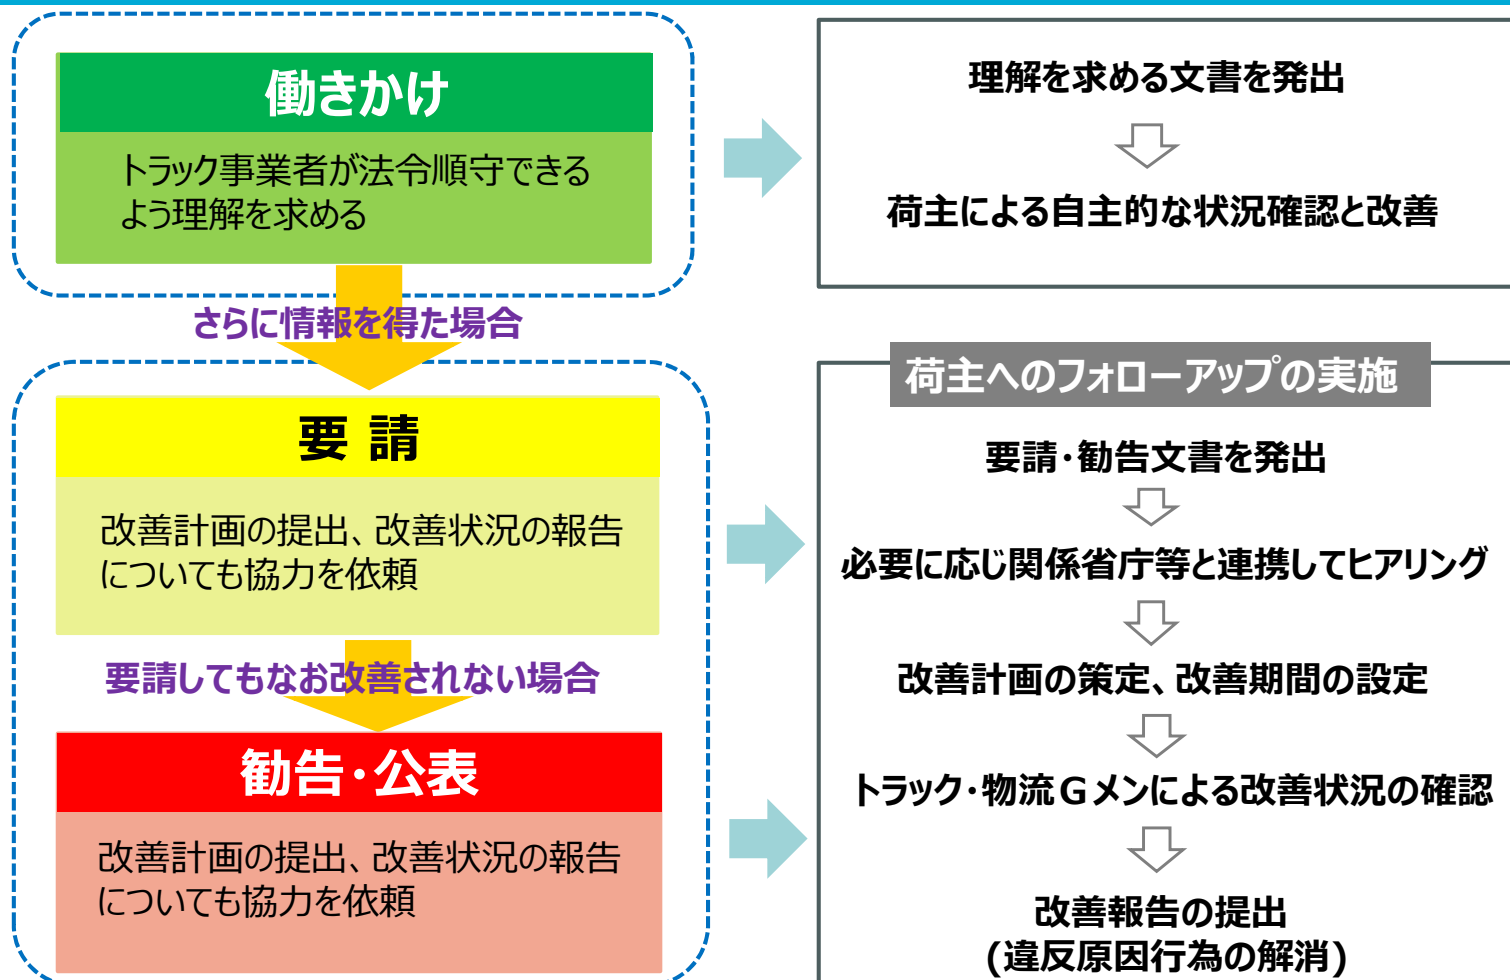 働きかけ
トラック事業者が法令順守できる
よう理解を求める
さらに情報を得た場合
要 請
改善計画の提出、改善状況の報告
についても協力を依頼
要請してもなお改善されない場合
勧告・公表
改善計画の提出、改善状況の報告
についても協力を依頼
理解を求める文書を発出
荷主による自主的な状況確認と改善
荷主へのフォローアップの実施
要請・勧告文書を発出
必要に応じ関係省庁等と連携してヒアリング
改善計画の策定、改善期間の設定
トラック・物流Gメンによる改善状況の確認
改善報告の提出
(違反原因行為の解消)